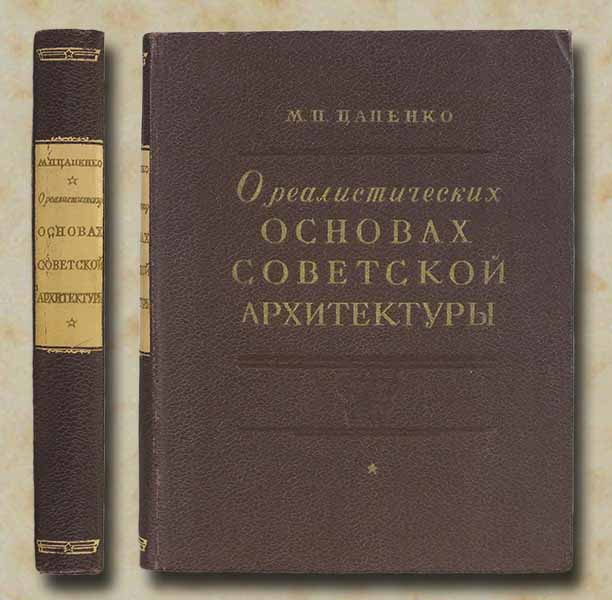 М.П.ЦАПЕНКО
О реалистических
ОСНОВАХ
СОВЕТСКОЙ
АРХИТЕКТУРЫ
М. П. ЦАПЕНКО
О реалистических
ОСНОВАХ
СОВЕТСКОЙ
АРХИТЕКТУРЫ